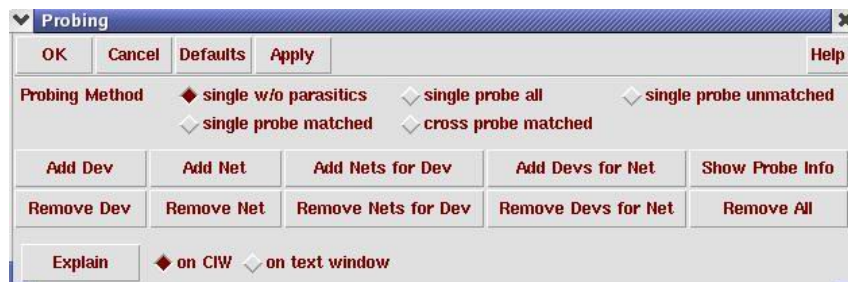 Probing
OK Cancel Defaults Apply Help
Probing Method single w/o parasitics single probe all single probe unmatched
single probe matched cross probe matched
Add Dev Add Net Add Nets for Dev Add Devs for Net Show Probe Info
Remove Dev Remove Net Remove Nets for Dev Remove Devs for Net Remove All
Explain on CIW on text window